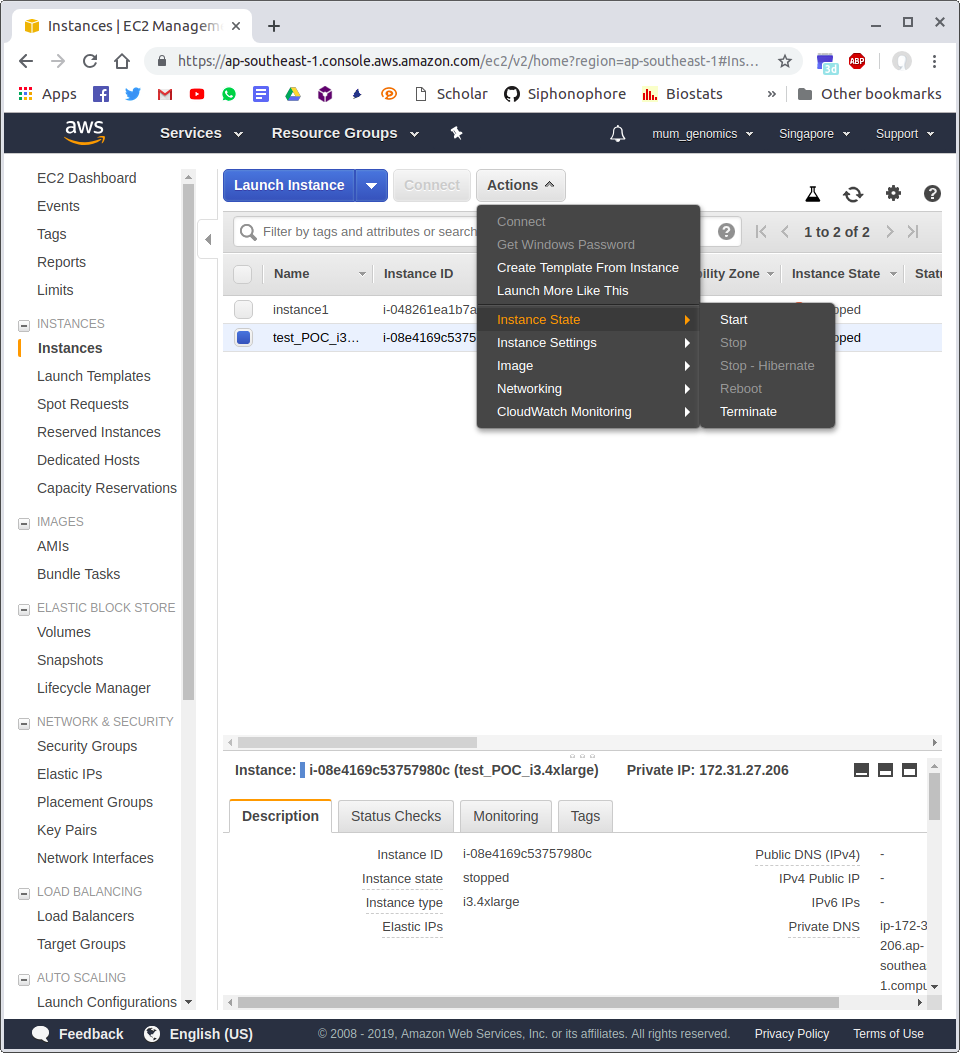 Instances | EC2 Managem
https://ap-southeast-1.console.aws.amazon.com/ec2/v2/home?region=ap-southeast-1#Ins...
3d
ABP
Apps
Scholar
Siphonophore
Biostats
»
Other bookmarks
aws
Services
Resource Groups
mum_genomics
Singapore
Support
EC2 Dashboard
Events
Tags
Reports
Limits
INSTANCES
Instances
Launch Templates
Spot Requests
Reserved Instances
Dedicated Hosts
Capacity Reservations
IMAGES
AMIs
Bundle Tasks
ELASTIC BLOCK STORE
Volumes
Snapshots
Lifecycle Manager
NETWORK & SECURITY
Security Groups
Elastic IPs
Placement Groups
Key Pairs
Network Interfaces
LOAD BALANCING
Load Balancers
Target Groups
AUTO SCALING
Launch Configurations
Launch Instance
Connect
Actions
Filter by tags and attributes or search
1 to 2 of 2
Name
Instance ID
bility Zone
Instance State
Statu
instance1
i-048261ea1b7a
pped
test_POC_i3...
i-08e4169c5375
pped
Connect
Get Windows Password
Create Template From Instance
Launch More Like This
Instance State
Instance Settings
Image
Networking
CloudWatch Monitoring
Start
Stop
Stop - Hibernate
Reboot
Terminate
Instance: i-08e4169c53757980c (test_POC_i3.4xlarge) Private IP: 172.31.27.206
Description
Status Checks
Monitoring
Tags
Instance ID i-08e4169c53757980c
Instance state stopped
Instance type i3.4xlarge
Elastic IPs
Public DNS (IPv4) -
IPv4 Public IP -
IPv6 IPs -
Private DNS ip-172-3
206.ap-
southea
1.compu
Feedback
English (US)
© 2008 - 2019, Amazon Web Services, Inc. or its affiliates. All rights reserved.
Privacy Policy
Terms of Use